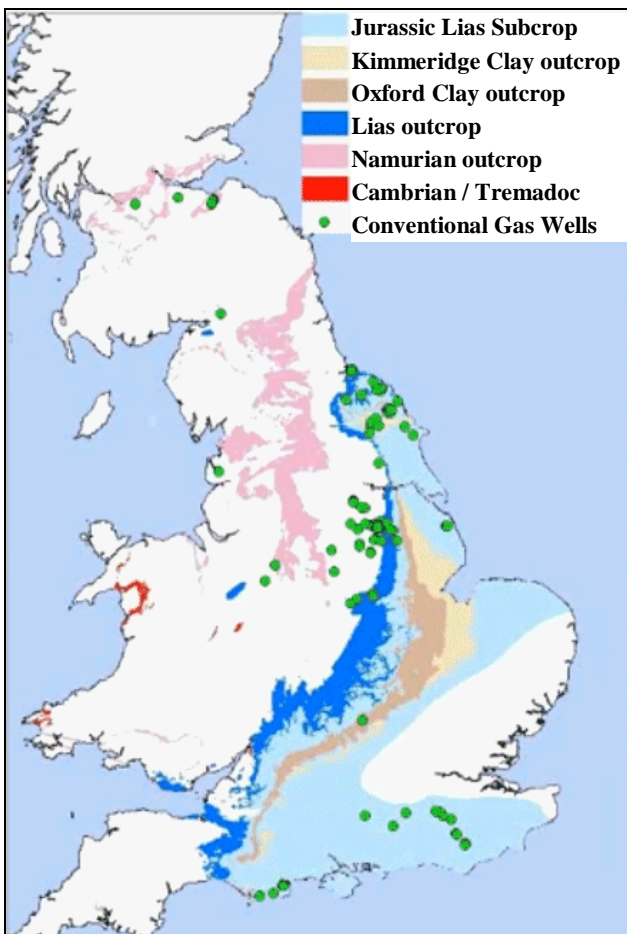 Jurassic Lias Subcrop
Kimmeridge Clay outcrop
Oxford Clay outcrop
Lias outcrop
Namurian outcrop
Cambrian / Tremadoc
Conventional Gas Wells